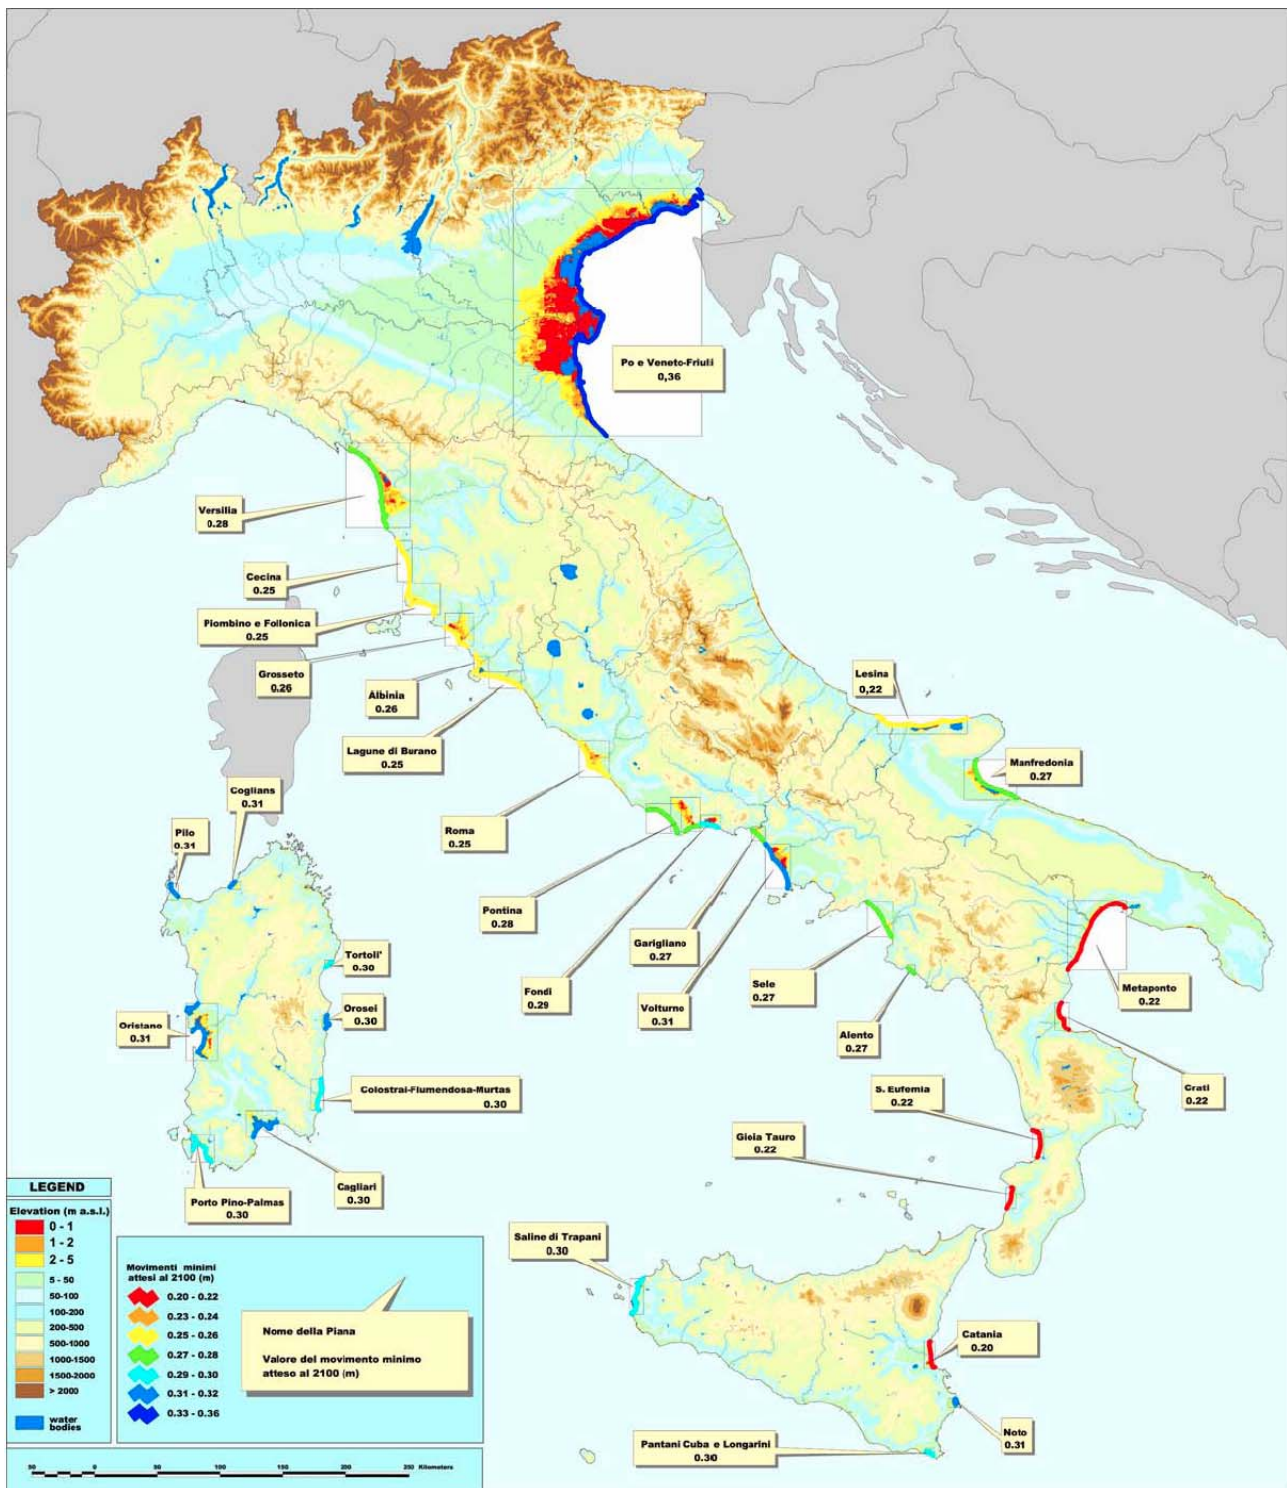 Po e Veneto-Friuli
0,36
Versilia
0.28
Cecina
0.25
Piombino e Follonica
0.25
Grosseto
0.26
Albinia
0.26
Lagune di Burano
0.25
Lesina
0,22
Manfredonia
0.27
Coglians
0.31
Pilo
0.31
Roma
0.25
Pontina
0.28
Garigliano
0.27
Fondi
0.29
Volturno
0.31
Sele
0.27
Alento
0.27
Metaponto
0.22
Crati
0.22
Tortoli'
0.30
Orosei
0.30
Oristano
0.31
Colostrai-Flumendosa-Murtas
0.30
S. Eufemia
0.22
Gioia Tauro
0.22
Cagliari
0.30
Porto Pino-Palmas
0.30
Saline di Trapani
0.30
Catania
0.20
Noto
0.31
Pantani Cuba e Longarini
0.30
LEGEND
Elevation (m a.s.l.)
0 - 1
1 - 2
2 - 5
5 - 50
50-100
100-200
200-500
500-1000
1000-1500
1500-2000
> 2000
water
bodies
Movimenti minimi
attesi al 2100 (m)
0.20 - 0.22
0.23 - 0.24
0.25 - 0.26
0.27 - 0.28
0.29 - 0.30
0.31 - 0.32
0.33 - 0.36
Nome della Piana
Valore del movimento minimo
atteso al 2100 (m)
50 0 50 100 150 200 250 Kilometers